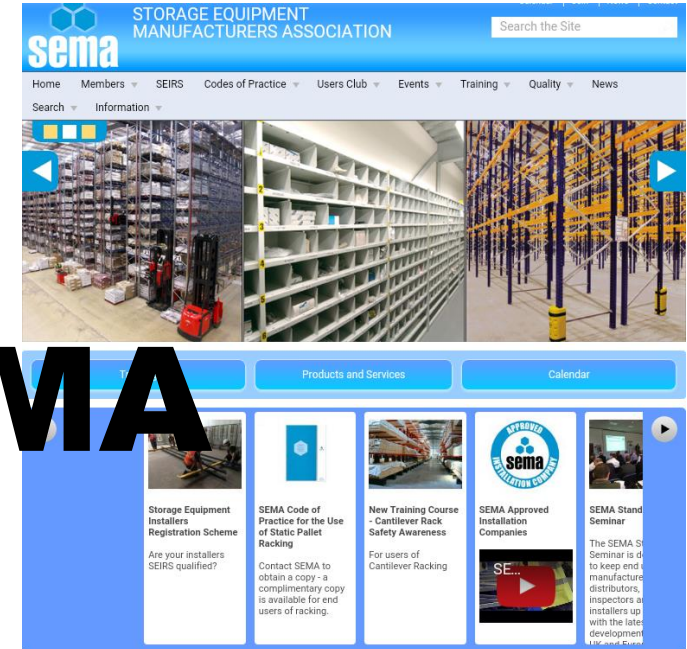 STORAGE EQUIPMENT
MANUFACTURERS ASSOCIATION
sema
Search the Site
Home Members SEIRS Codes of Practice Users Club Events Training Quality News
Search Information
MA
Products and Services
Calendar
Storage Equipment
Installers
Registration Scheme
Are your installers
SEIRS qualified?
SEMA Code of
Practice for the Use
of Static Pallet
Racking
Contact SEMA to
obtain a copy - a
complimentary copy
is available for end
users of racking.
New Training Course
- Cantilever Rack
Safety Awareness
For users of
Cantilever Racking
APPROVED
sema
INSTALLATION COMPANY
SEMA Approved
Installation
Companies
SE...
SEMA Stand
Seminar
The SEMA
Seminar is
to keep end
manufacture
distributors,
inspectors
installers up
with the
development